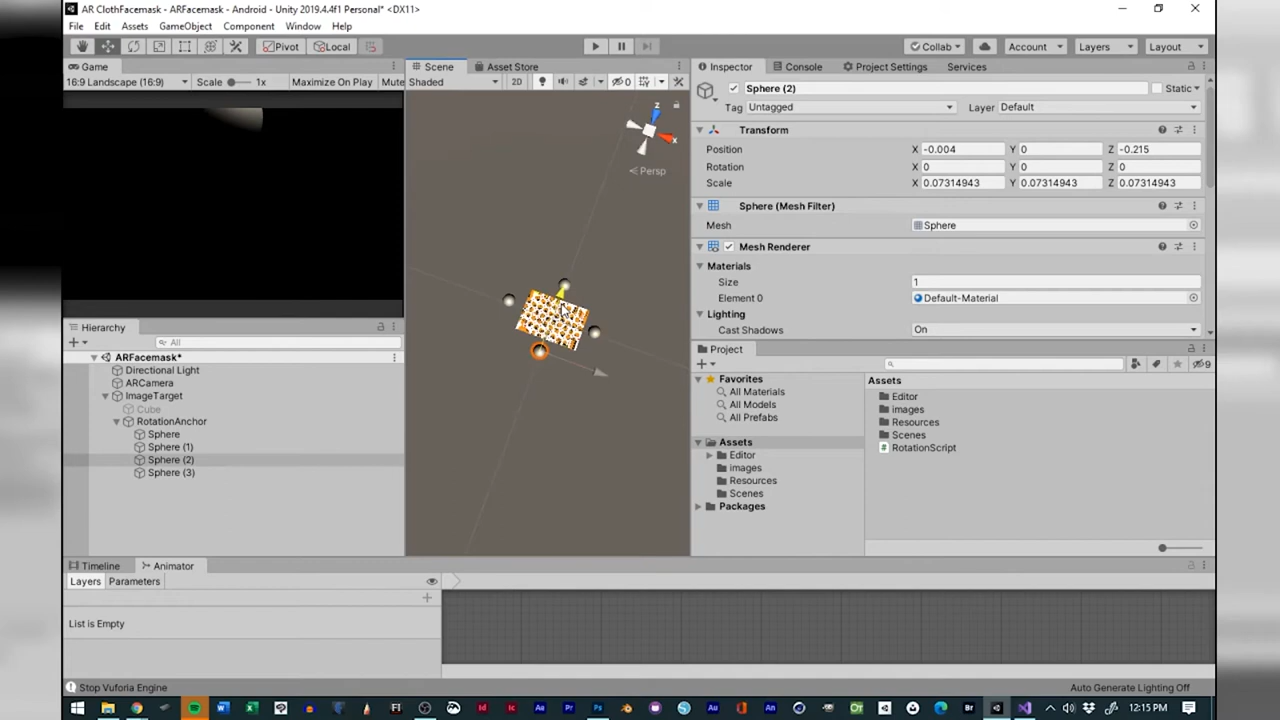 AR ClothFacemask - ARFacemask - Android - Unity 2019.4.4f1 Personal* <DX11>
File Edit Assets GameObject Component Window Help
Pivot Local Collab Account Layers Layout
Game
16:9 Landscape (16:9) Scale 1x Maximize On Play Mute
Scene Asset Store
Shaded 2D 0
z
x
< Persp
Inspector Console Project Settings Services
Sphere (2) Static
Tag Untagged Layer Default
Transform
Position X -0.004 Y 0 Z -0.215
Rotation X 0 Y 0 Z 0
Scale X 0.07314943 Y 0.07314943 Z 0.07314943
Sphere (Mesh Filter)
Mesh Sphere
Mesh Renderer
Materials
Size 1
Element 0 Default-Material
Lighting
Cast Shadows On
Hierarchy
All
ARFacemask*
Directional Light
ARCamera
ImageTarget
Cube
RotationAnchor
Sphere
Sphere (1)
Sphere (2)
Sphere (3)
Project
9
Favorites
All Materials
All Models
All Prefabs
Assets
Editor
images
Resources
Scenes
Packages
Assets
Editor
images
Resources
Scenes
RotationScript
Timeline Animator
Layers Parameters
List is Empty
Stop Vuforia Engine Auto Generate Lighting Off
12:15 PM